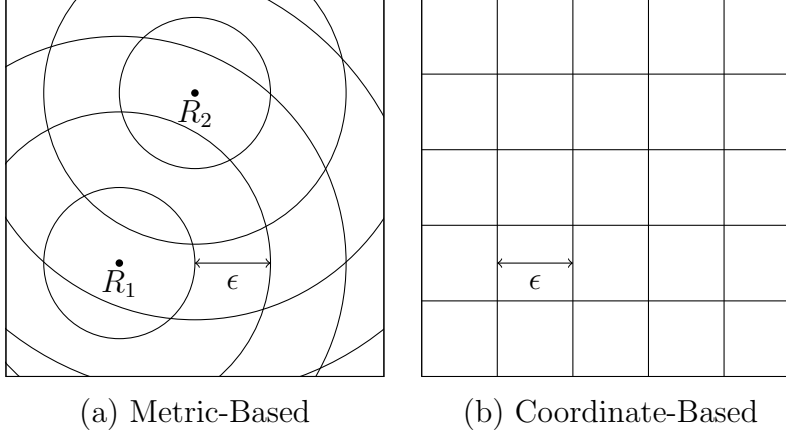 R₂
R₁
ϵ
ϵ
(a) Metric-Based
(b) Coordinate-Based